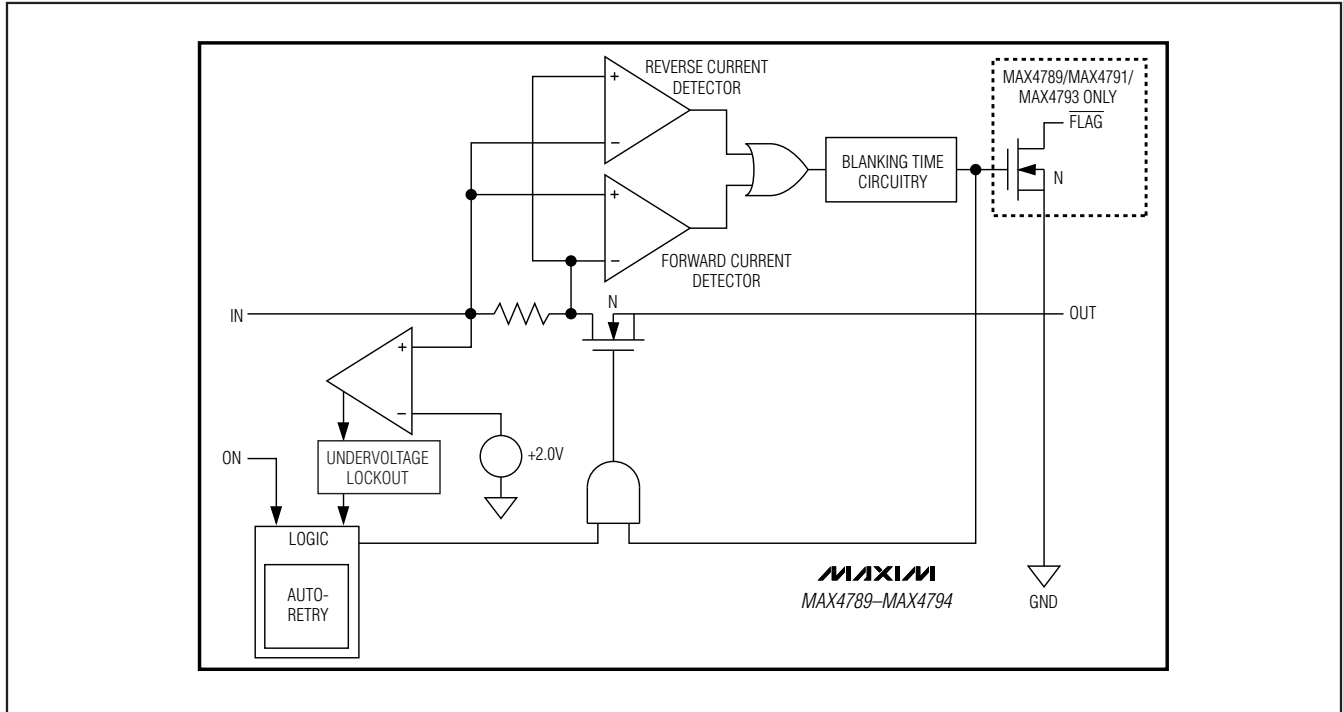 REVERSE CURRENT
DETECTOR
MAX4789/MAX4791/
MAX4793 ONLY
FLAG
+
−
BLANKING TIME
CIRCUITRY
N
+
−
FORWARD CURRENT
DETECTOR
IN
N
OUT
+
−
+2.0V
ON
UNDERVOLTAGE
LOCKOUT
LOGIC
AUTO-
RETRY
MAXIM
MAX4789–MAX4794
GND